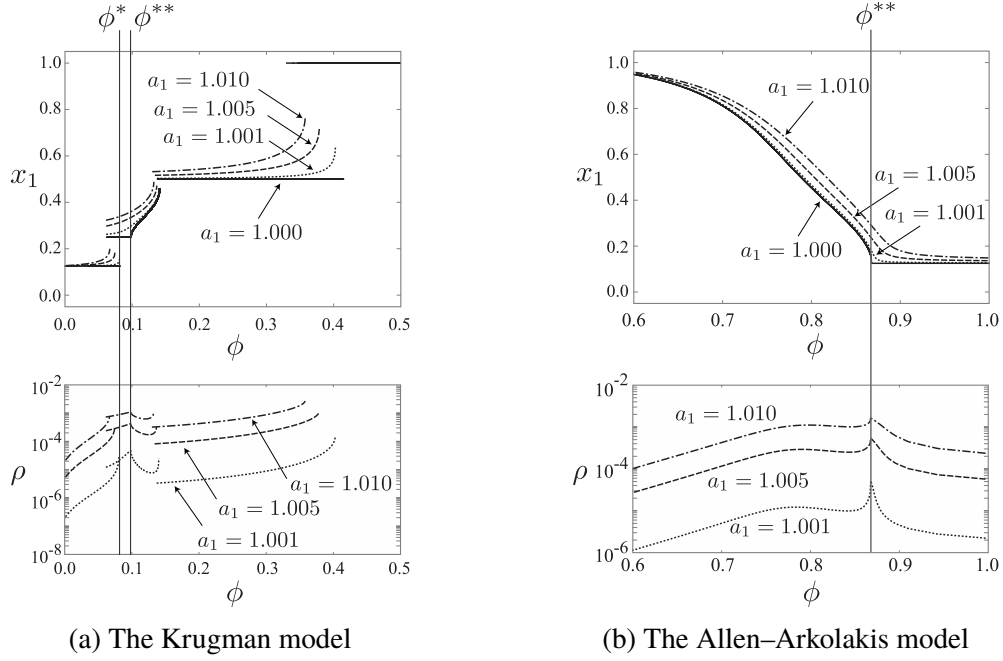 ϕ* ϕ**
1.0
0.8
0.6
0.4
0.2
0.0
x₁
a₁ = 1.010
a₁ = 1.005
a₁ = 1.001
a₁ = 1.000
0.0 0.1 0.2 0.3 0.4 0.5
ϕ
10⁻²
10⁻⁴
10⁻⁶
10⁻⁸
ρ
a₁ = 1.010
a₁ = 1.005
a₁ = 1.001
0.0 0.1 0.2 0.3 0.4 0.5
ϕ
(a) The Krugman model
ϕ**
1.0
0.8
0.6
0.4
0.2
0.0
x₁
a₁ = 1.010
a₁ = 1.005
a₁ = 1.001
a₁ = 1.000
0.6 0.7 0.8 0.9 1.0
ϕ
10⁻²
10⁻⁴
10⁻⁶
ρ
a₁ = 1.010
a₁ = 1.005
a₁ = 1.001
0.6 0.7 0.8 0.9 1.0
ϕ
(b) The Allen–Arkolakis model